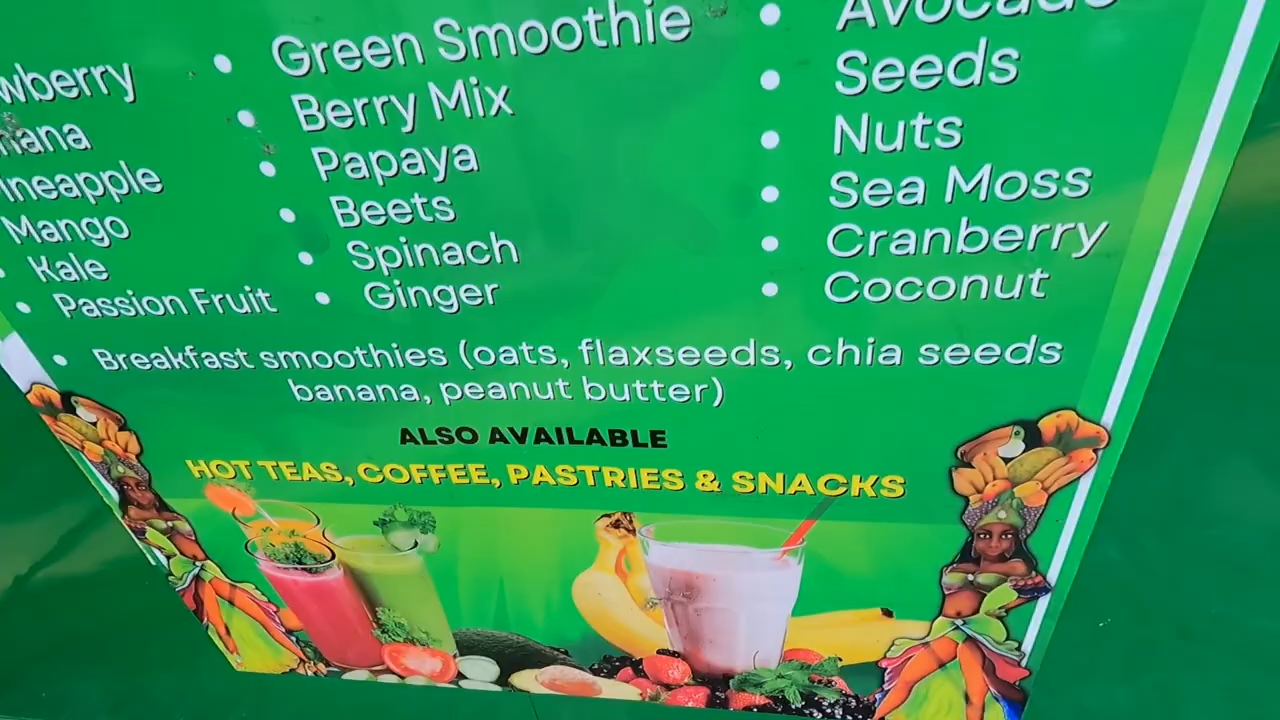 wberry
nana
ineapple
Mango
Kale
• Passion Fruit
• Green Smoothie
• Berry Mix
• Papaya
• Beets
• Spinach
• Ginger
• Avocado
• Seeds
• Nuts
• Sea Moss
• Cranberry
• Coconut
• Breakfast smoothies (oats, flaxseeds, chia seeds
banana, peanut butter)
ALSO AVAILABLE
HOT TEAS, COFFEE, PASTRIES & SNACKS